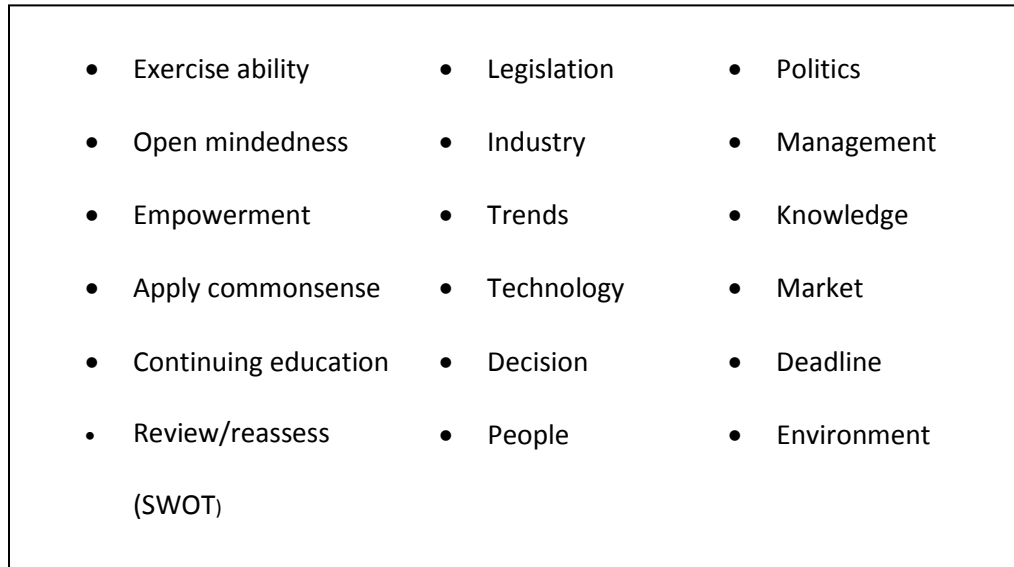 • Exercise ability • Legislation • Politics
• Open mindedness • Industry • Management
• Empowerment • Trends • Knowledge
• Apply commonsense • Technology • Market
• Continuing education • Decision • Deadline
• Review/reassess • People • Environment
(SWOT)